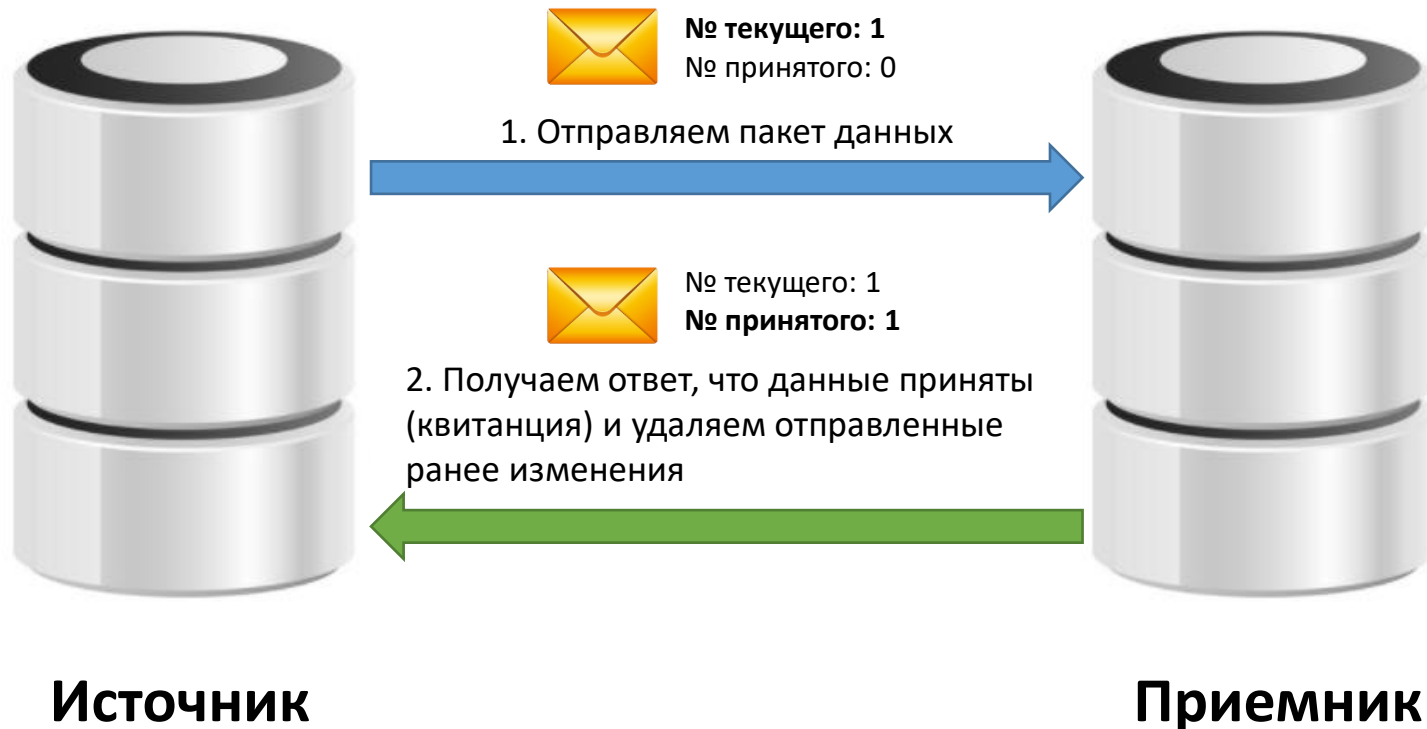 № текущего: 1
№ принятого: 0
1. Отправляем пакет данных
№ текущего: 1
№ принятого: 1
2. Получаем ответ, что данные приняты
(квитанция) и удаляем отправленные
ранее изменения
Источник
Приемник